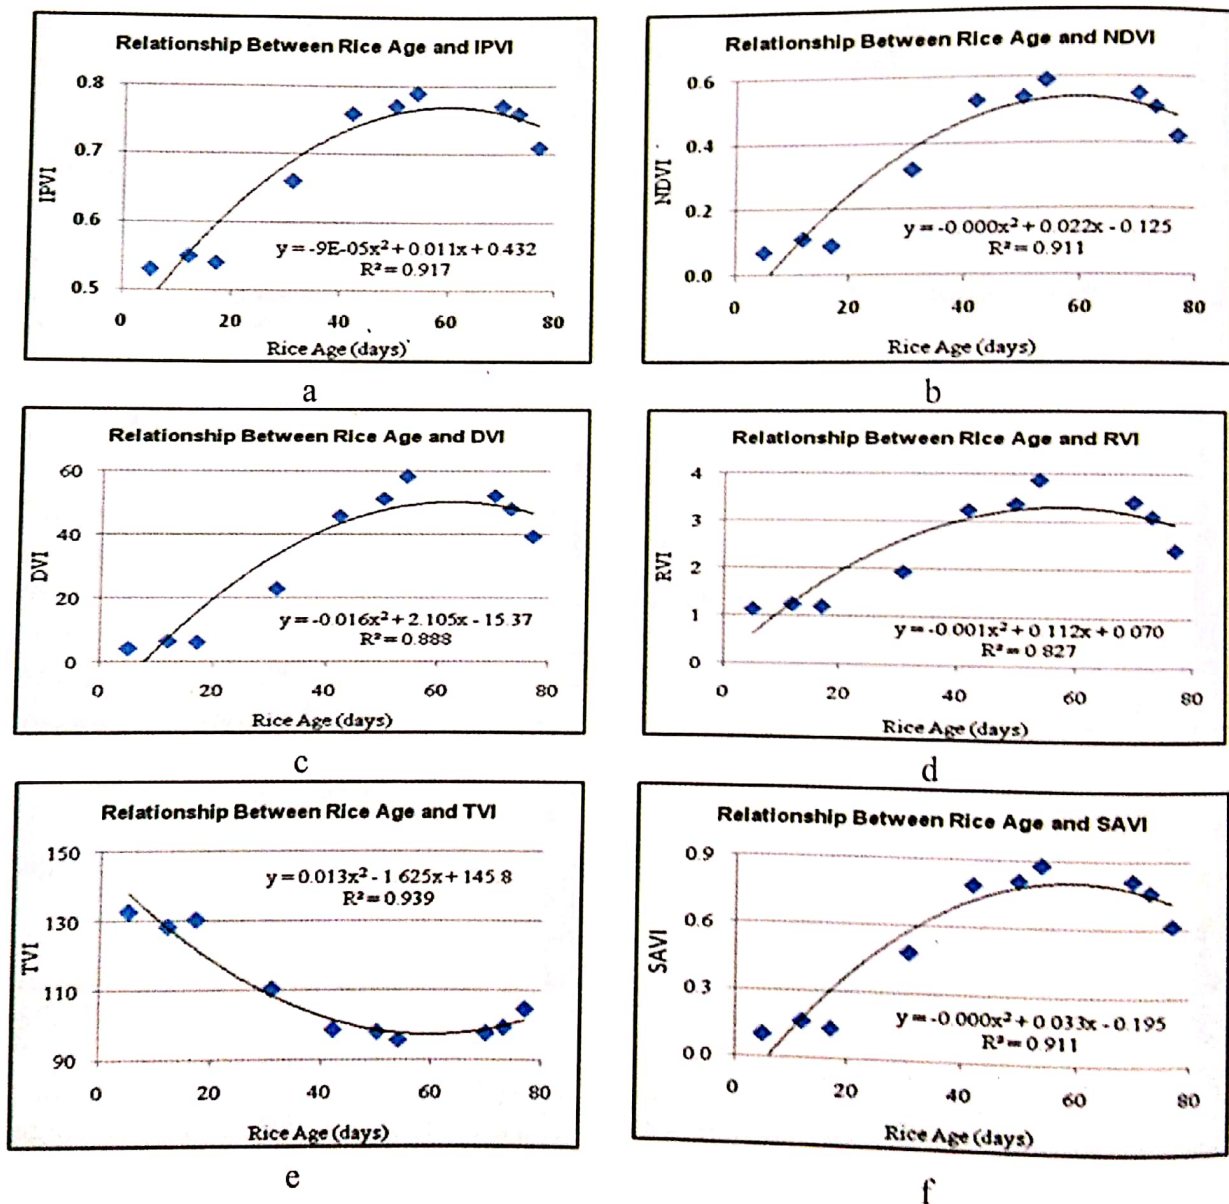 Relationship Between Rice Age and IPVI
0.8
0.7
0.6
0.5
IPVI
y = -9E-05x² + 0.011x + 0.432
R² = 0.917
0 20 40 60 80
Rice Age (days)
a
Relationship Between Rice Age and NDVI
0.6
0.4
0.2
0.0
NDVI
y = -0.000x² + 0.022x - 0.125
R² = 0.911
0 20 40 60 80
Rice Age (days)
b
Relationship Between Rice Age and DVI
60
40
20
0
DVI
y = -0.016x² + 2.105x - 15.37
R² = 0.888
0 20 40 60 80
Rice Age (days)
c
Relationship Between Rice Age and RVI
4
3
2
1
0
RVI
y = -0.001x² + 0.112x + 0.070
R² = 0.827
0 20 40 60 80
Rice Age (days)
d
Relationship Between Rice Age and TVI
150
130
110
90
TVI
y = 0.013x² - 1.625x + 145.8
R² = 0.939
0 20 40 60 80
Rice Age (days)
e
Relationship Between Rice Age and SAVI
0.9
0.6
0.3
0.0
SAVI
y = -0.000x² + 0.033x - 0.195
R² = 0.911
0 20 40 60 80
Rice Age (days)
f